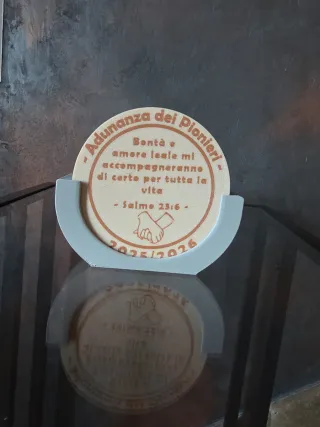 - Adunanza dei Pionieri -
Bontà e
amore leale mi
accompagneranno
di certo per tutta la
vita
- Salmo 23:6 -
2025/2026